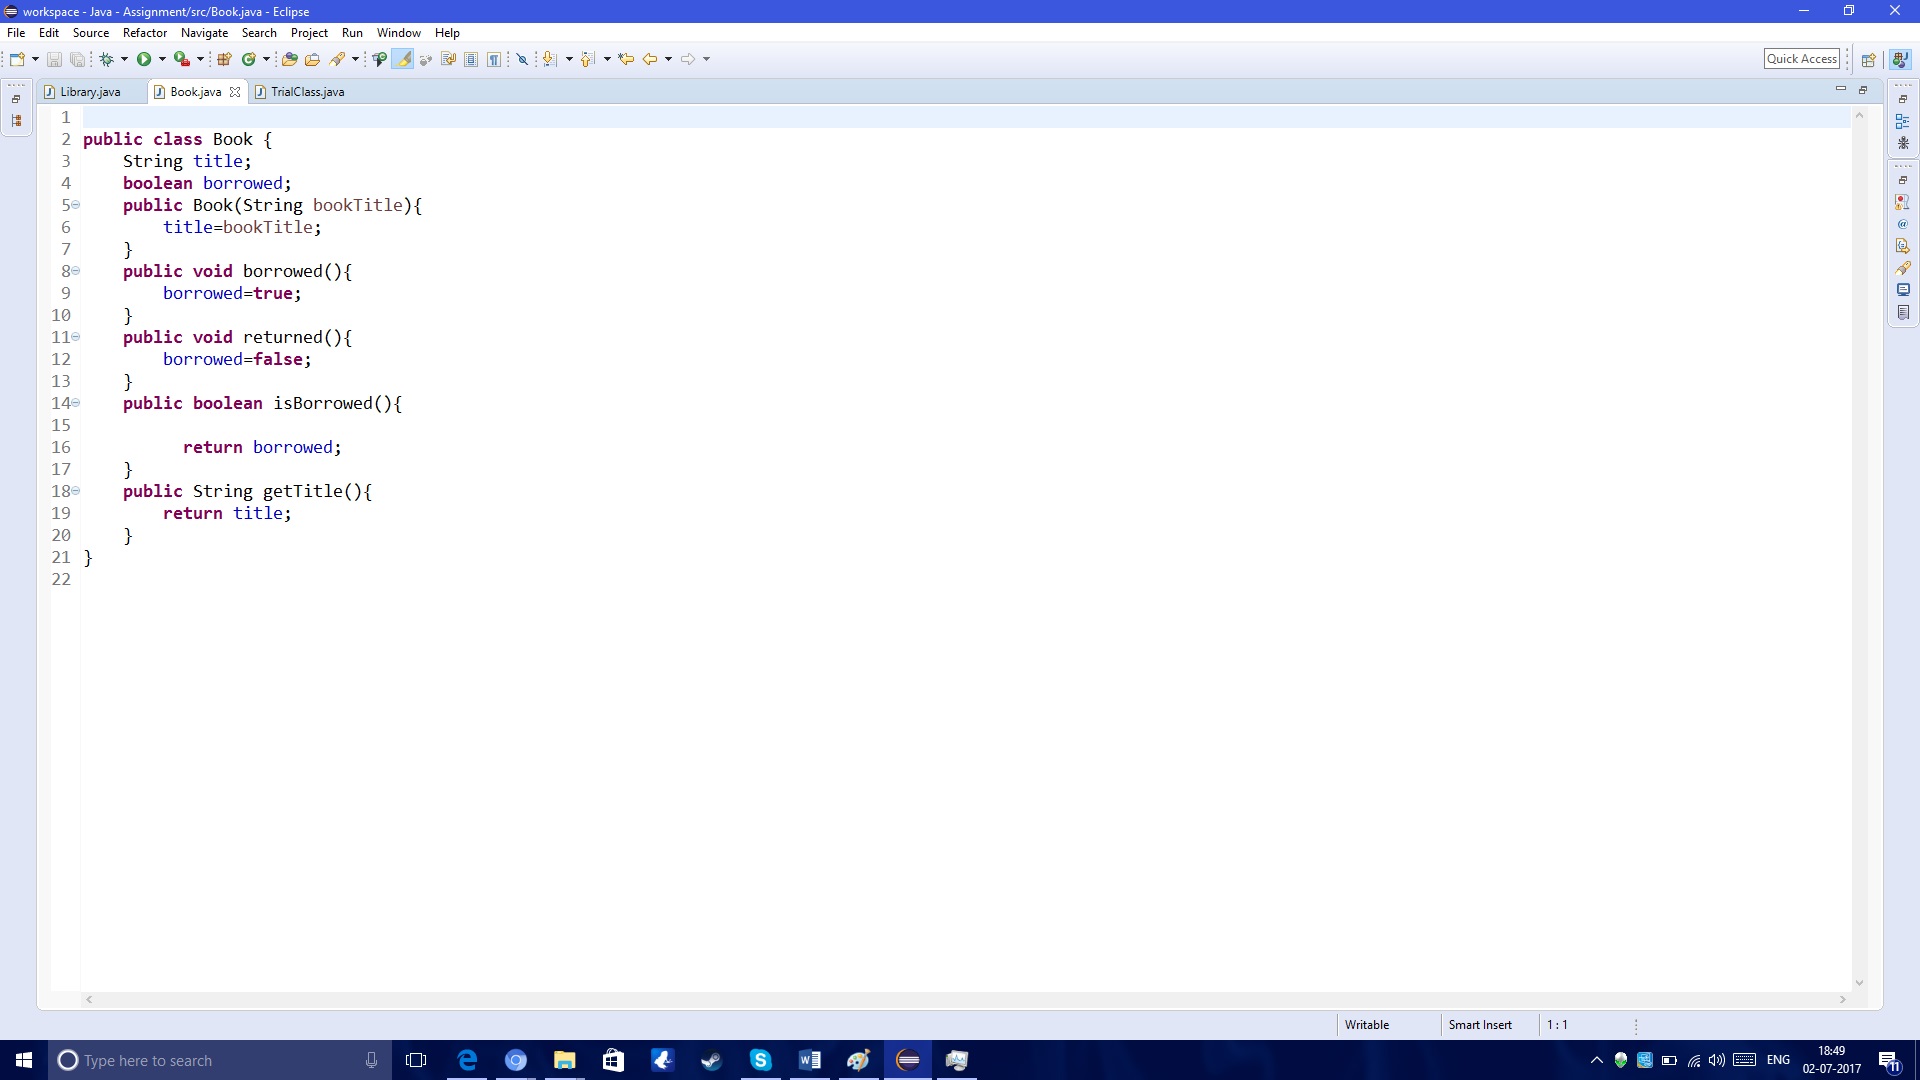 workspace - Java - Assignment/src/Book.java - Eclipse
File Edit Source Refactor Navigate Search Project Run Window Help
Quick Access
Library.java Book.java TrialClass.java
1
2 public class Book {
3 String title;
4 boolean borrowed;
5 public Book(String bookTitle){
6 title=bookTitle;
7 }
8 public void borrowed(){
9 borrowed=true;
10 }
11 public void returned(){
12 borrowed=false;
13 }
14 public boolean isBorrowed(){
15
16 return borrowed;
17 }
18 public String getTitle(){
19 return title;
20 }
21 }
22
Writable Smart Insert 1 : 1
Type here to search
ENG
18:49
02-07-2017
11